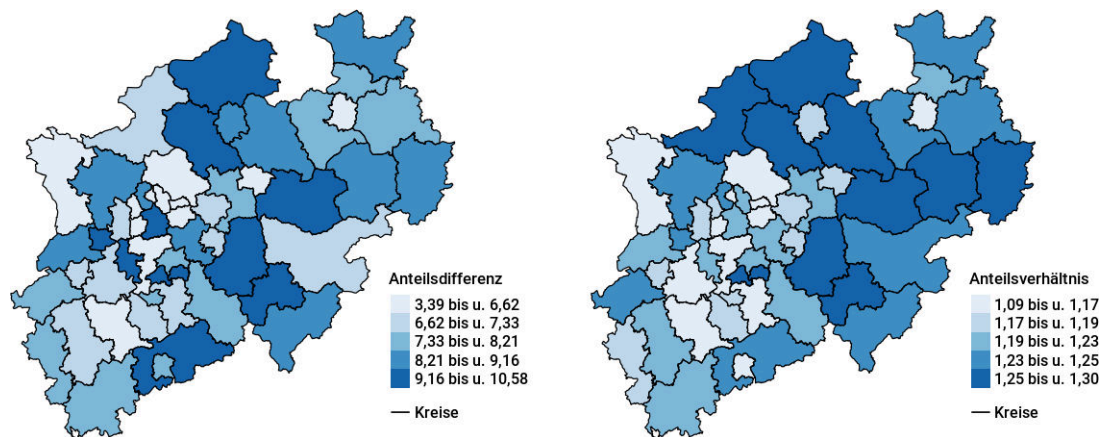 Anteilsdifferenz
3,39 bis u. 6,62
6,62 bis u. 7,33
7,33 bis u. 8,21
8,21 bis u. 9,16
9,16 bis u. 10,58
Kreise
Anteilsverhältnis
1,09 bis u. 1,17
1,17 bis u. 1,19
1,19 bis u. 1,23
1,23 bis u. 1,25
1,25 bis u. 1,30
Kreise